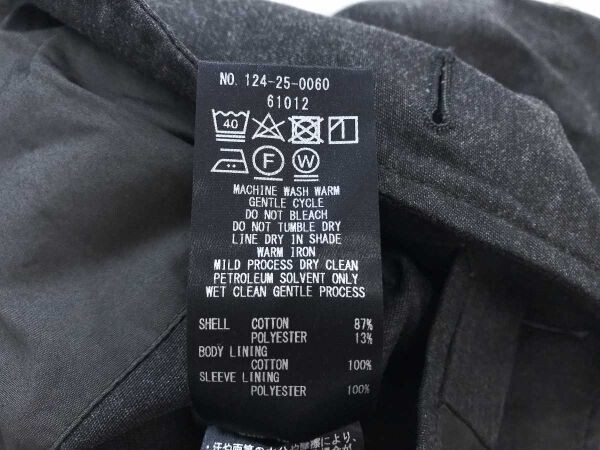 NO. 124-25-0060
61012
40
F
W
MACHINE WASH WARM
GENTLE CYCLE
DO NOT BLEACH
DO NOT TUMBLE DRY
LINE DRY IN SHADE
WARM IRON
MILD PROCESS DRY CLEAN
PETROLEUM SOLVENT ONLY
WET CLEAN GENTLE PROCESS
SHELL COTTON 87%
POLYESTER 13%
BODY LINING
COTTON 100%
SLEEVE LINING
POLYESTER 100%